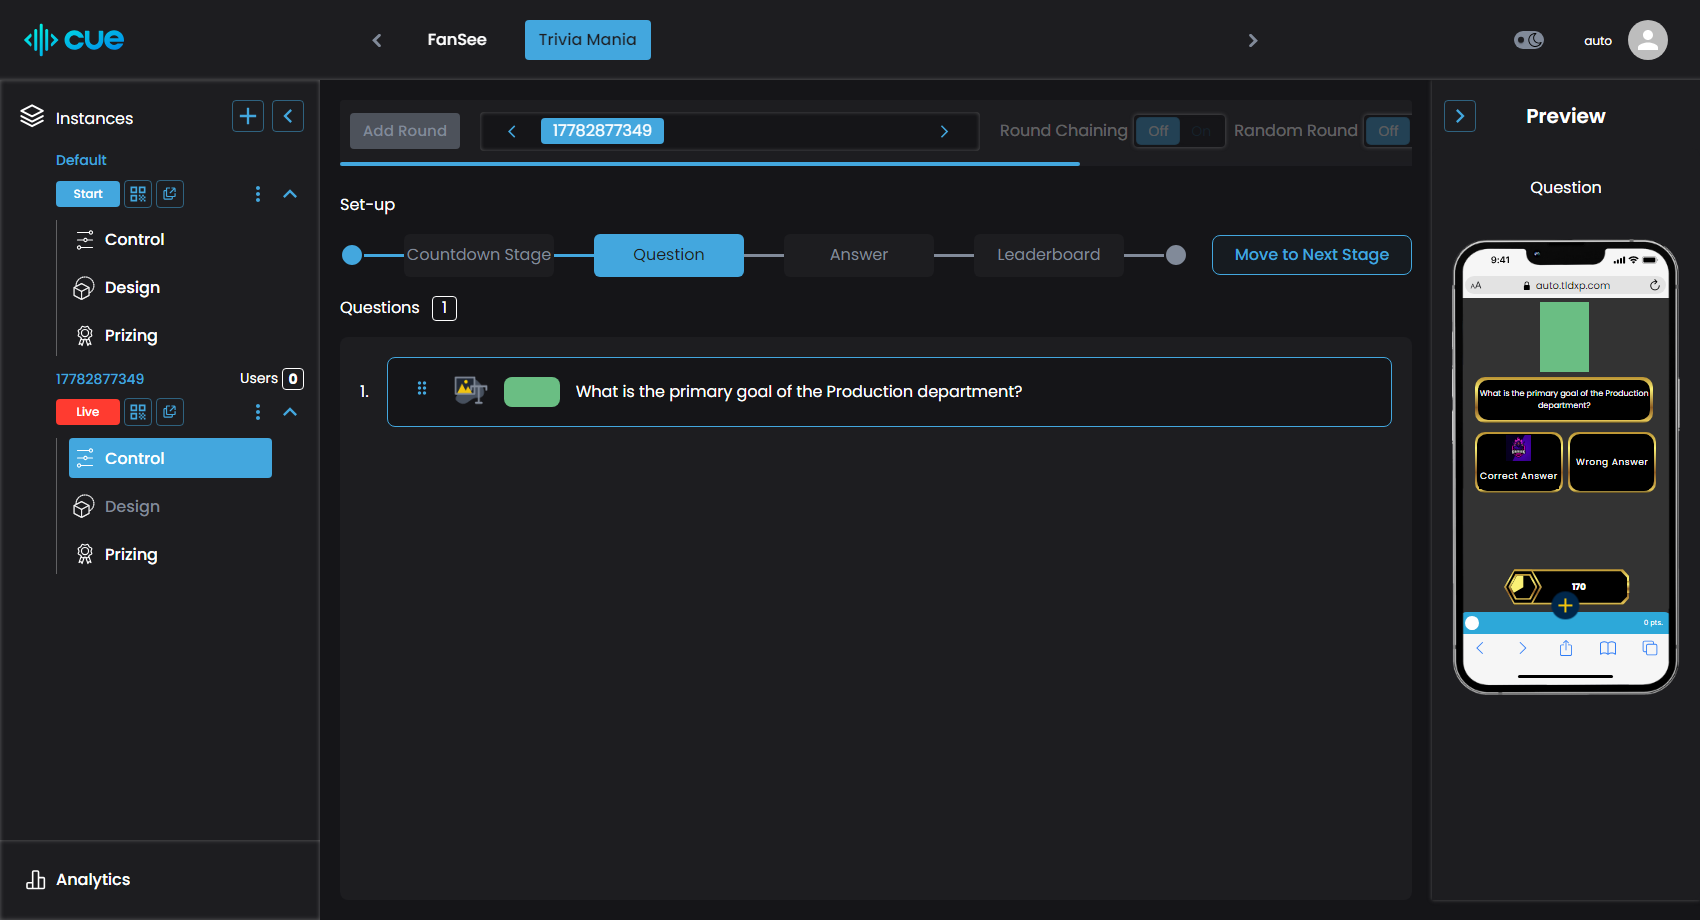 cue
FanSee
Trivia Mania
auto
Instances
Default
Start
Control
Design
Prizing
17782877349
Users 0
Live
Control
Design
Prizing
Analytics
Add Round
17782877349
Round Chaining
Off
On
Random Round
Off
Set-up
Countdown Stage
Question
Answer
Leaderboard
Move to Next Stage
Questions 1
1.
What is the primary goal of the Production department?
Preview
Question
9:41
AA
auto.tldxp.com
What is the primary goal of the Production
department?
Correct Answer
Wrong Answer
170
0 pts.